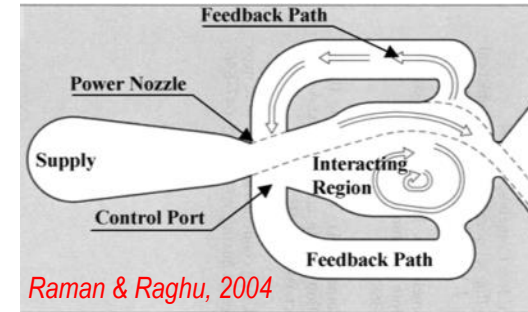 Feedback Path
Power Nozzle
Supply
Interacting
Region
Control Port
Feedback Path
Raman & Raghu, 2004